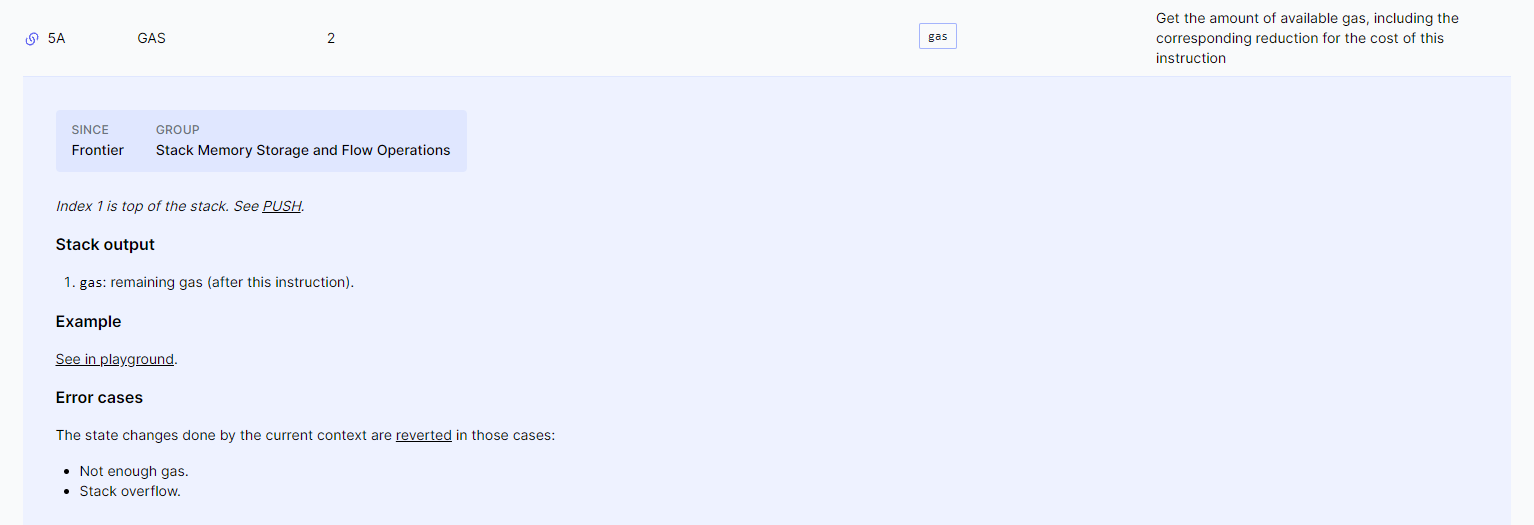 5A GAS 2 gas Get the amount of available gas, including the
corresponding reduction for the cost of this
instruction
SINCE GROUP
Frontier Stack Memory Storage and Flow Operations
Index 1 is top of the stack. See PUSH.
Stack output
1. gas: remaining gas (after this instruction).
Example
See in playground.
Error cases
The state changes done by the current context are reverted in those cases:
• Not enough gas.
• Stack overflow.